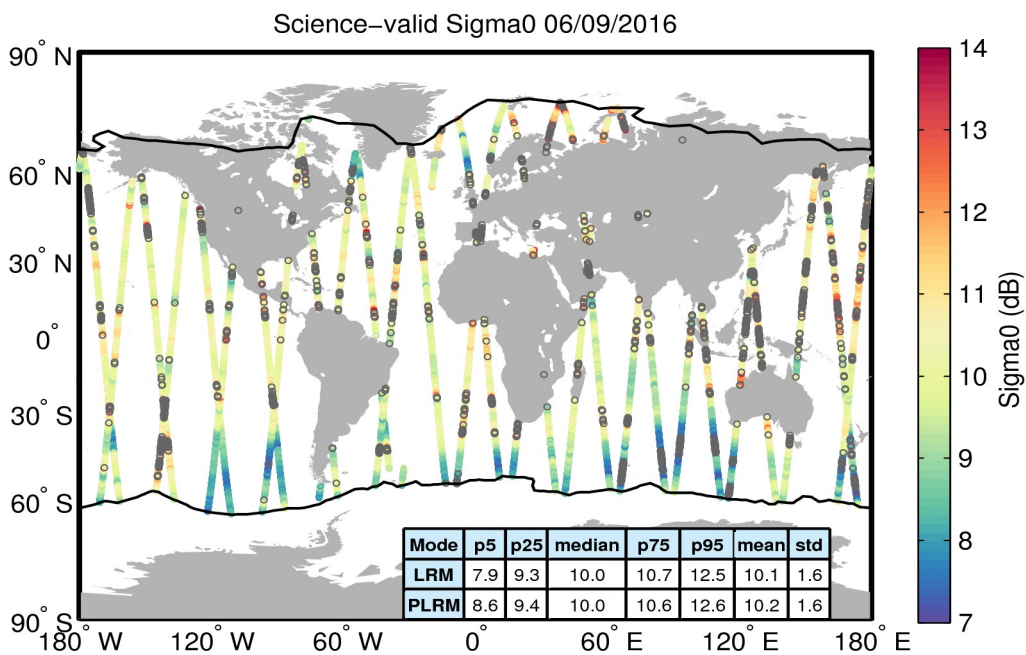 Science-valid Sigma0 06/09/2016
90° N
60° N
30° N
0°
30° S
60° S
90° S
180° W
120° W
60° W
0°
60° E
120° E
180° E
14
13
12
11
10
9
8
7
Sigma0 (dB)
Mode p5 p25 median p75 p95 mean std
LRM 7.9 9.3 10.0 10.7 12.5 10.1 1.6
PLRM 8.6 9.4 10.0 10.6 12.6 10.2 1.6